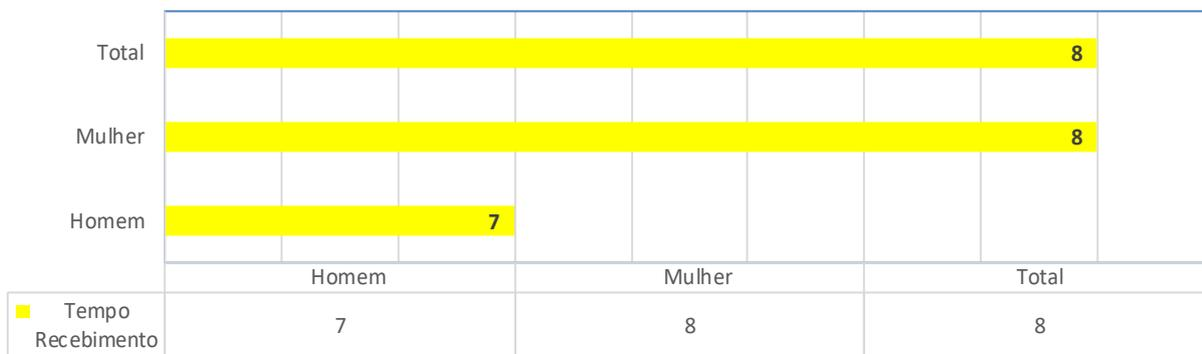 Total 8
Mulher 8
Homem 7
Homem Mulher Total
Tempo
Recebimento 7 8 8